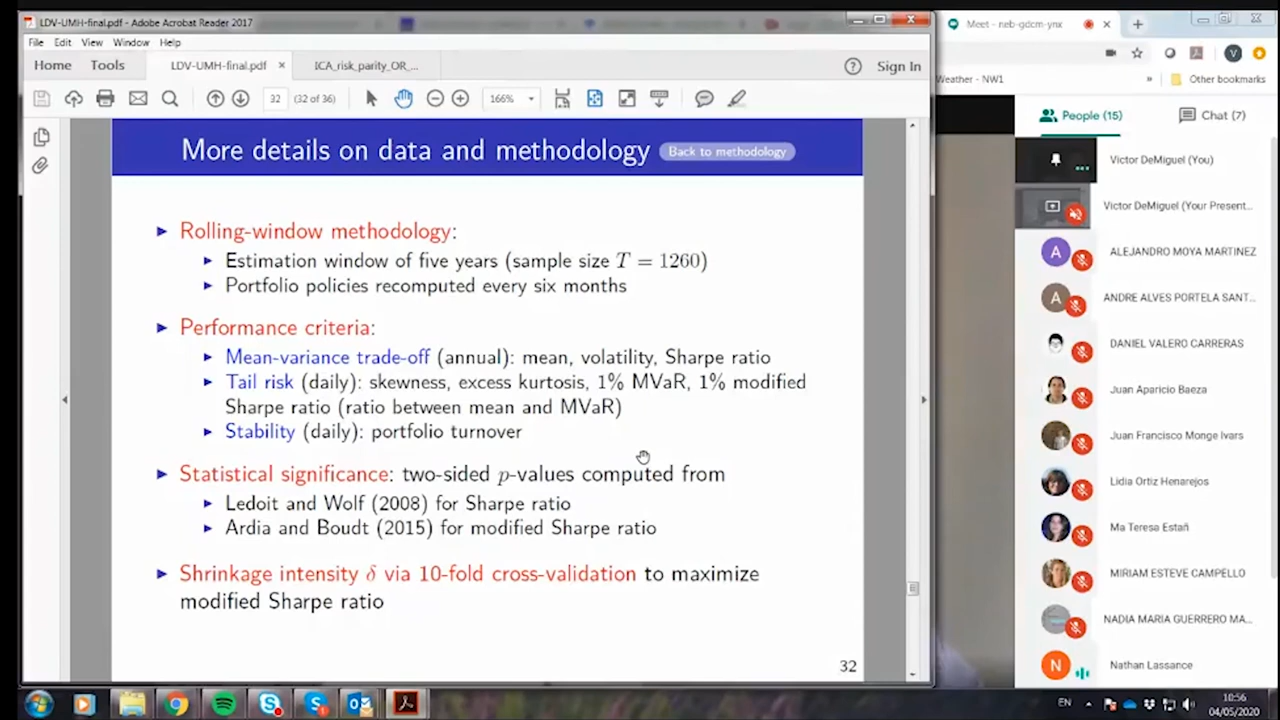 LDV-UMH-final.pdf - Adobe Acrobat Reader 2017
File Edit View Window Help
Home Tools LDV-UMH-final.pdf × ICA_risk_parity_OR_... Sign In
32 (32 of 36) 166%
More details on data and methodology Back to methodology
Rolling-window methodology:
Estimation window of five years (sample size T = 1260)
Portfolio policies recomputed every six months
Performance criteria:
Mean-variance trade-off (annual): mean, volatility, Sharpe ratio
Tail risk (daily): skewness, excess kurtosis, 1% MVaR, 1% modified
Sharpe ratio (ratio between mean and MVaR)
Stability (daily): portfolio turnover
Statistical significance: two-sided p-values computed from
Ledoit and Wolf (2008) for Sharpe ratio
Ardia and Boudt (2015) for modified Sharpe ratio
Shrinkage intensity δ via 10-fold cross-validation to maximize
modified Sharpe ratio
32
Meet - neb-gdcm-ynx
V
Weather - NW1 » Other bookmarks
People (15) Chat (7)
Victor DeMiguel (You)
Victor DeMiguel (Your Present...
A ALEJANDRO MOYA MARTINEZ
A ANDRE ALVES PORTELA SANT...
DANIEL VALERO CARRERAS
Juan Aparicio Baeza
Juan Francisco Monge Ivars
Lidia Ortiz Henarejos
Ma Teresa Estañ
MIRIAM ESTEVE CAMPELLO
NADIA MARIA GUERRERO MA...
N Nathan Lassance
EN 10:56
04/05/2020